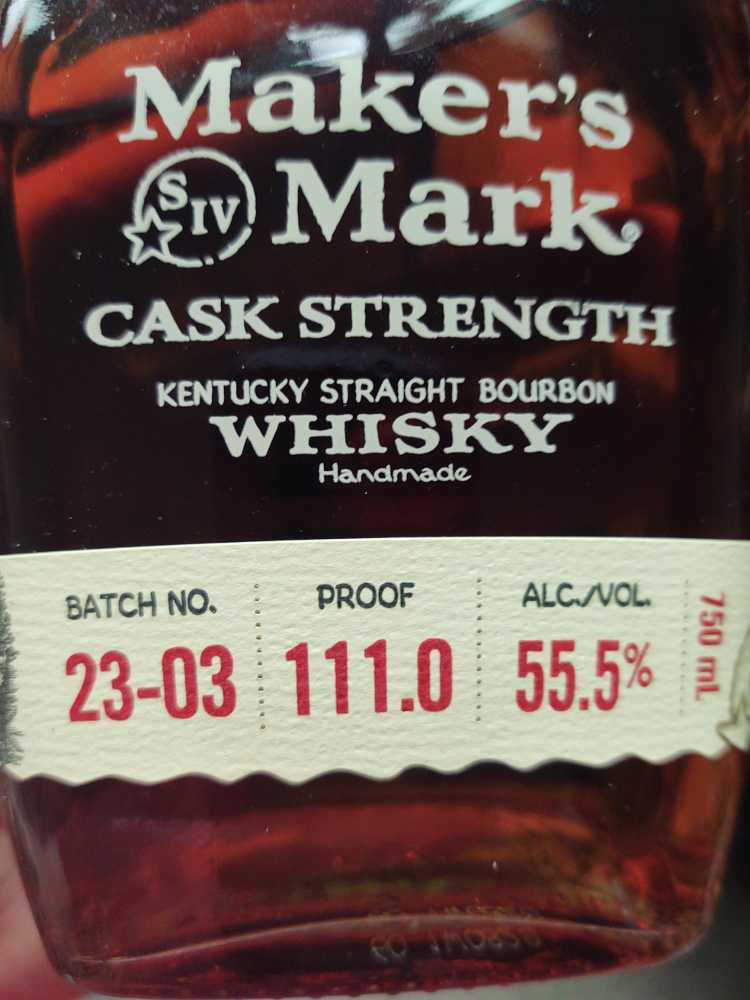 Maker's
SIV Mark®
CASK STRENGTH
KENTUCKY STRAIGHT BOURBON
WHISKY
Handmade
BATCH NO. PROOF ALC./VOL.
23-03 111.0 55.5%
750 mL